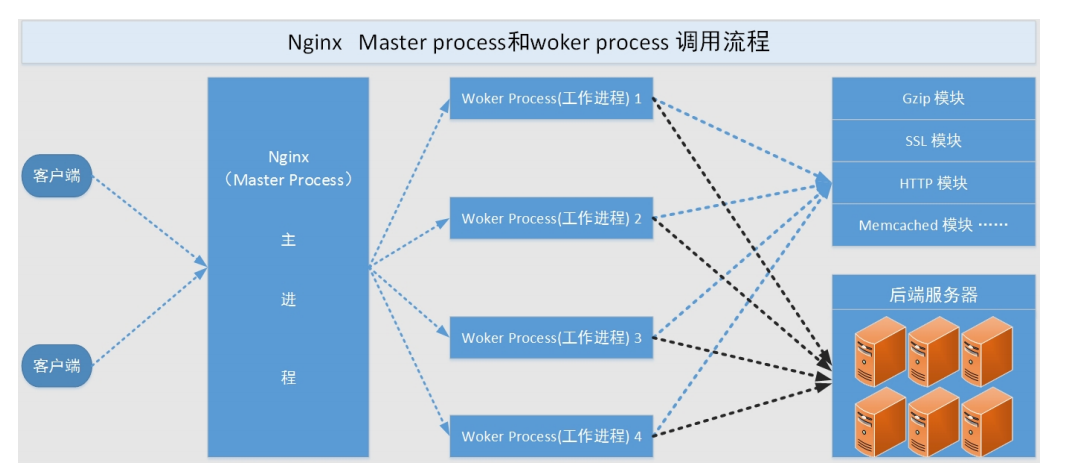 Nginx Master process和woker process 调用流程
客户端
客户端
Nginx
（Master Process）
主
进
程
Woker Process(工作进程) 1
Woker Process(工作进程) 2
Woker Process(工作进程) 3
Woker Process(工作进程) 4
Gzip 模块
SSL 模块
HTTP 模块
Memcached 模块 ……
后端服务器